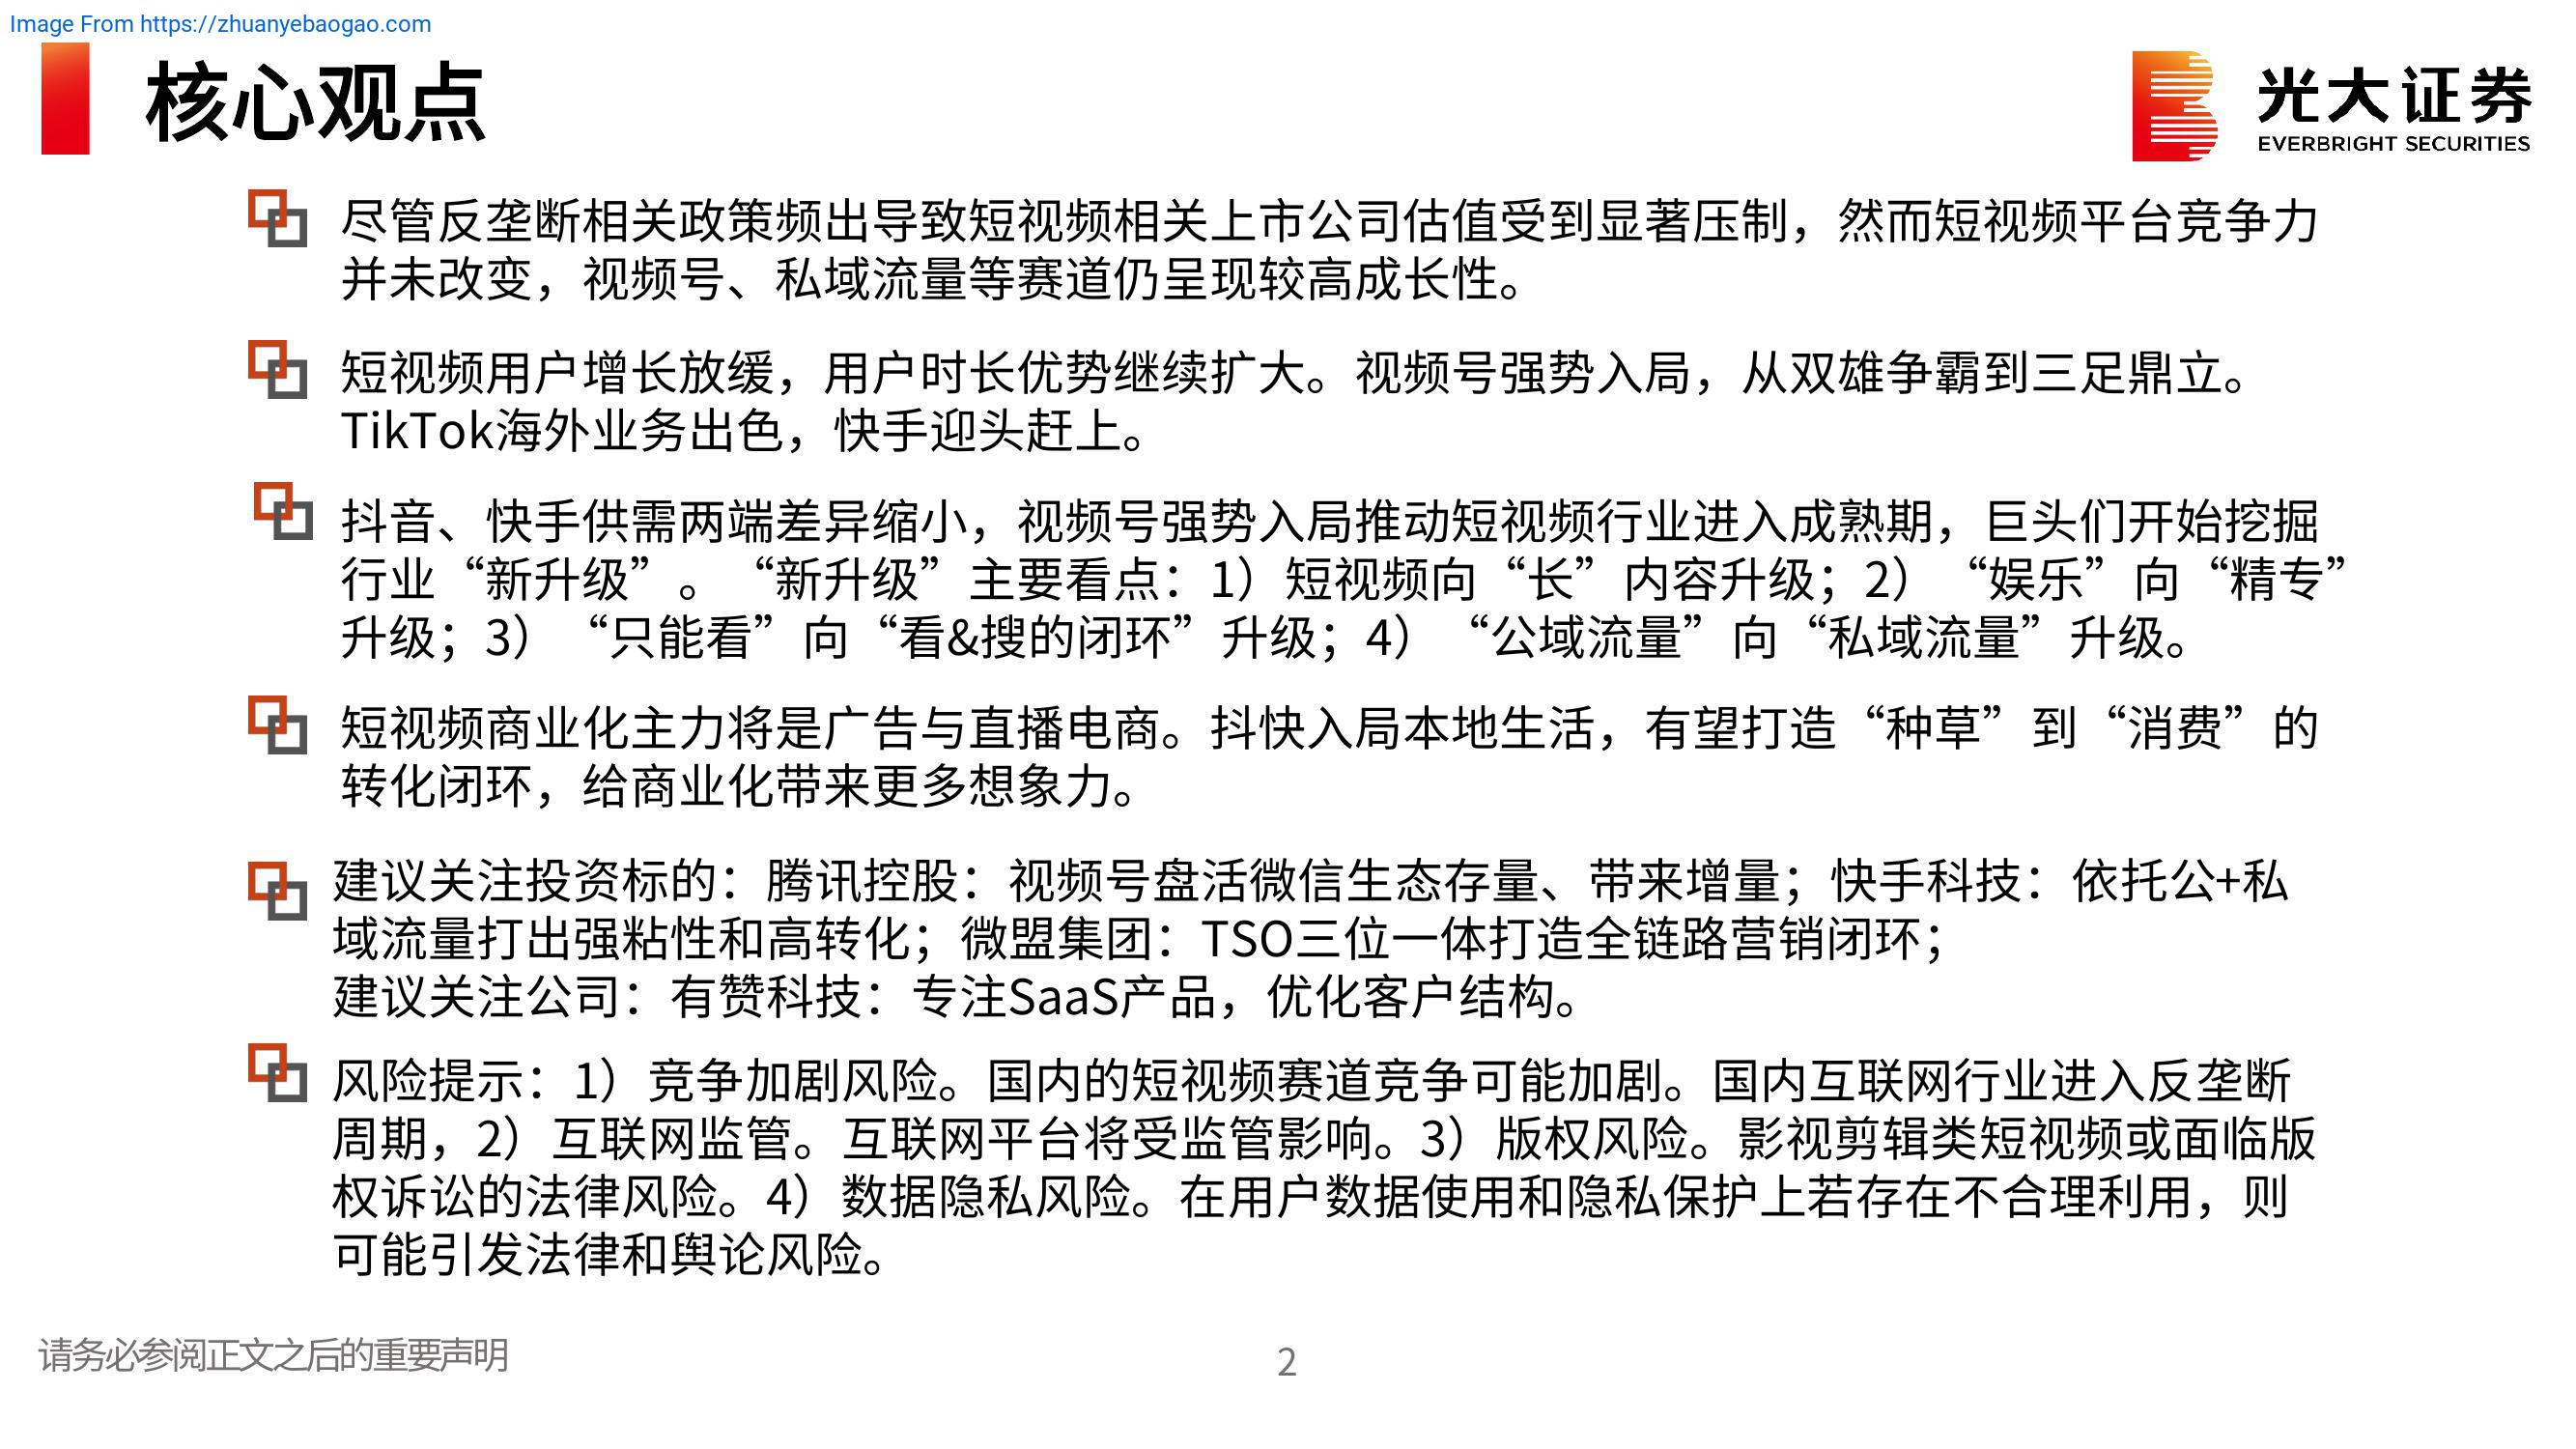 Image From https://zhuanyebaogao.com
核心观点
光大证券
EVERBRIGHT SECURITIES
尽管反垄断相关政策频出导致短视频相关上市公司估值受到显著压制，然而短视频平台竞争力
并未改变，视频号、私域流量等赛道仍呈现较高成长性。
短视频用户增长放缓，用户时长优势继续扩大。视频号强势入局，从双雄争霸到三足鼎立。
TikTok海外业务出色，快手迎头赶上。
抖音、快手供需两端差异缩小，视频号强势入局推动短视频行业进入成熟期，巨头们开始挖掘
行业“新升级”。“新升级”主要看点：1）短视频向“长”内容升级；2）“娱乐”向“精专”
升级；3）“只能看”向“看&搜的闭环”升级；4）“公域流量”向“私域流量”升级。
短视频商业化主力将是广告与直播电商。抖快入局本地生活，有望打造“种草”到“消费”的
转化闭环，给商业化带来更多想象力。
建议关注投资标的：腾讯控股：视频号盘活微信生态存量、带来增量；快手科技：依托公+私
域流量打出强粘性和高转化；微盟集团：TSO三位一体打造全链路营销闭环；
建议关注公司：有赞科技：专注SaaS产品，优化客户结构。
风险提示：1）竞争加剧风险。国内的短视频赛道竞争可能加剧。国内互联网行业进入反垄断
周期，2）互联网监管。互联网平台将受监管影响。3）版权风险。影视剪辑类短视频或面临版
权诉讼的法律风险。4）数据隐私风险。在用户数据使用和隐私保护上若存在不合理利用，则
可能引发法律和舆论风险。
请务必参阅正文之后的重要声明
2